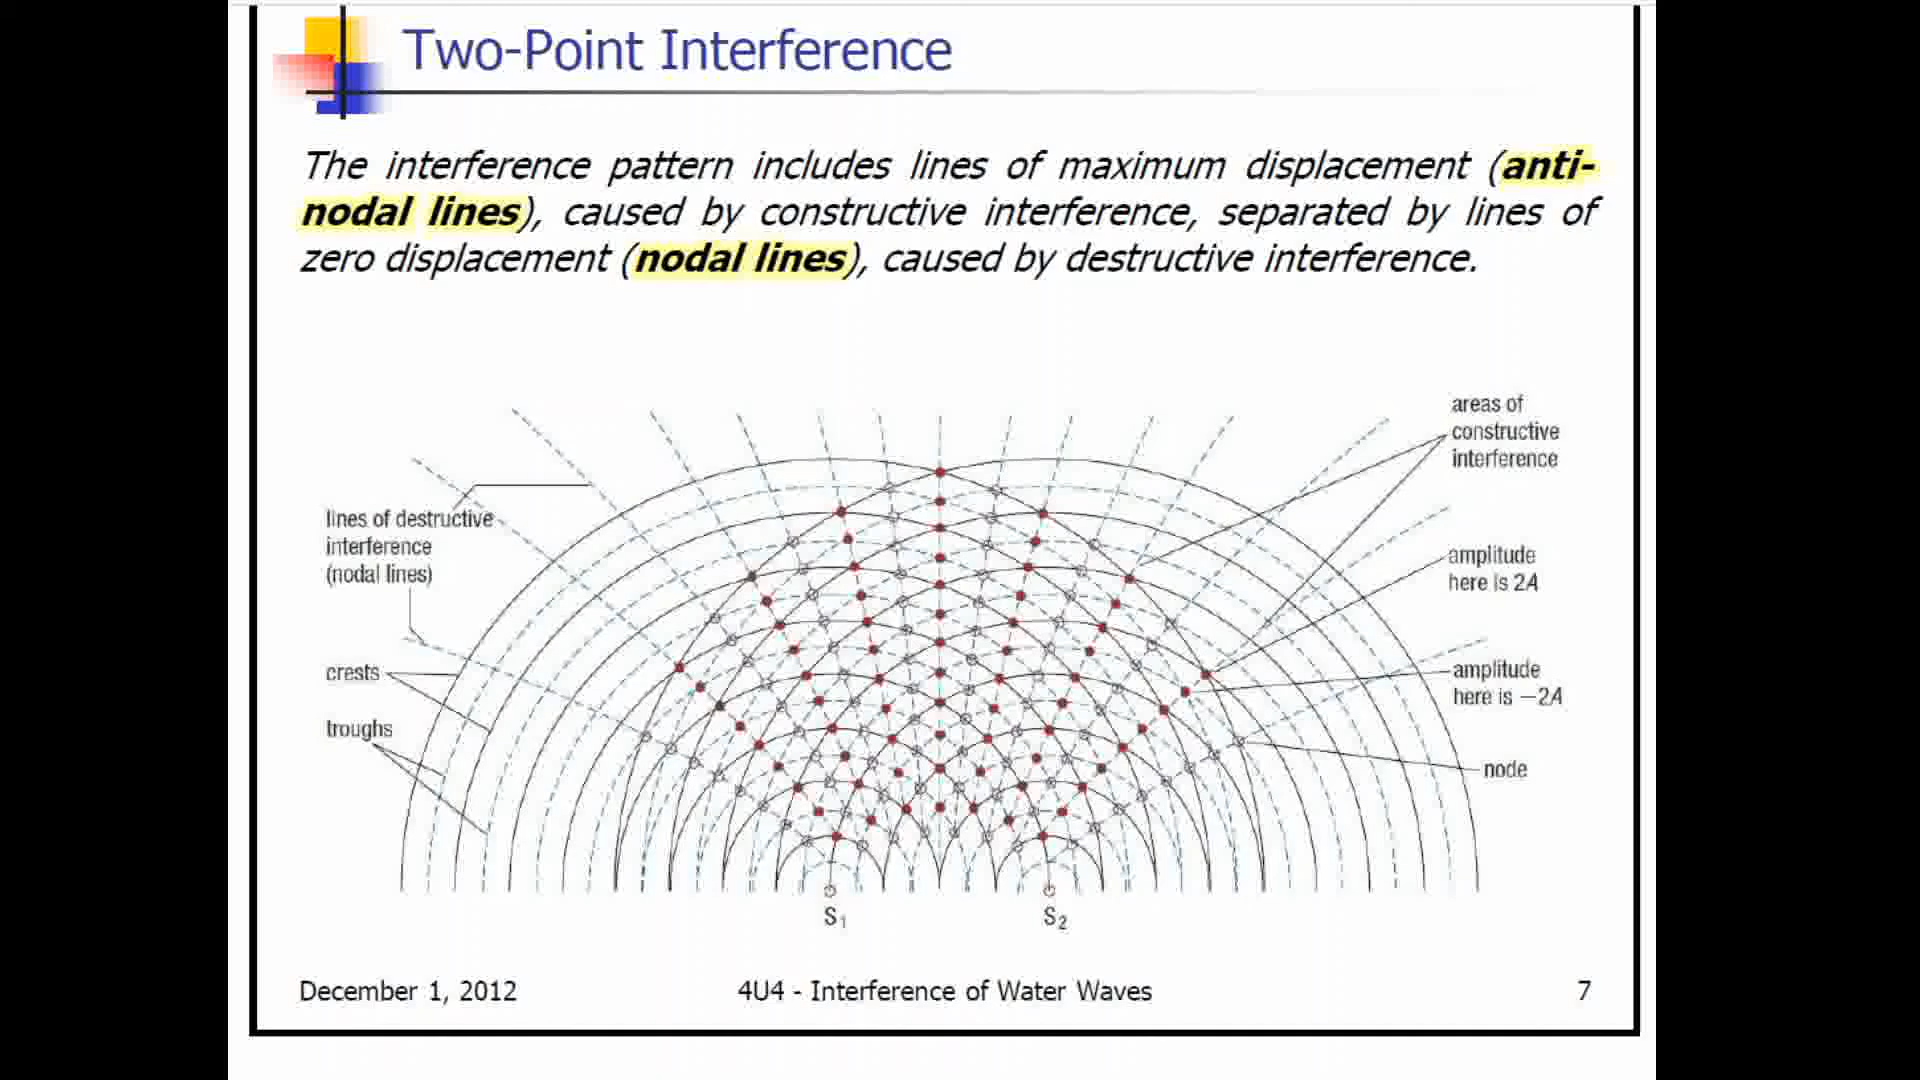 Two-Point Interference
The interference pattern includes lines of maximum displacement (anti-
nodal lines), caused by constructive interference, separated by lines of
zero displacement (nodal lines), caused by destructive interference.
areas of
constructive
interference
lines of destructive
interference
(nodal lines)
amplitude
here is 2A
crests
amplitude
here is −2A
troughs
node
S1
S2
December 1, 2012
4U4 - Interference of Water Waves
7